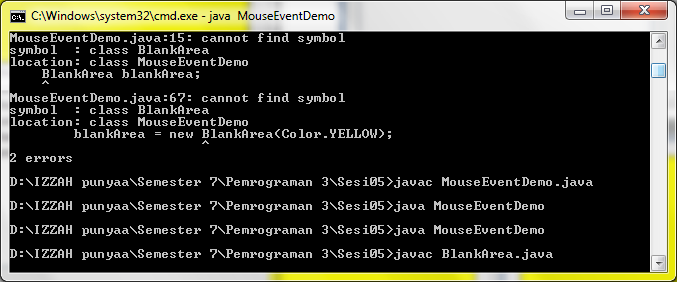 C:\Windows\system32\cmd.exe - java  MouseEventDemo
MouseEventDemo.java:15: cannot find symbol
symbol  : class BlankArea
location: class MouseEventDemo
    BlankArea blankArea;
    ^
MouseEventDemo.java:67: cannot find symbol
symbol  : class BlankArea
location: class MouseEventDemo
        blankArea = new BlankArea(Color.YELLOW);
                        ^
2 errors
D:\IZZAH punyaa\Semester 7\Pemrograman 3\Sesi05>javac MouseEventDemo.java
D:\IZZAH punyaa\Semester 7\Pemrograman 3\Sesi05>java MouseEventDemo
D:\IZZAH punyaa\Semester 7\Pemrograman 3\Sesi05>java MouseEventDemo
D:\IZZAH punyaa\Semester 7\Pemrograman 3\Sesi05>javac BlankArea.java